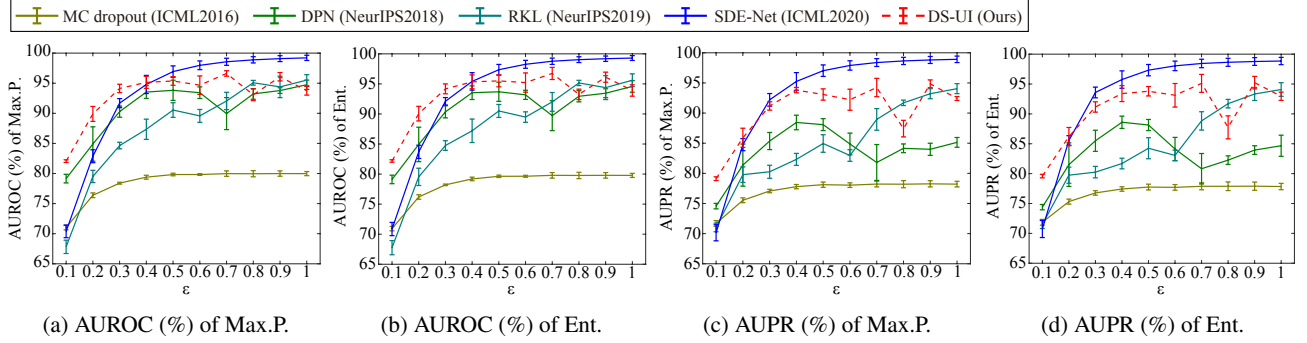 MC dropout (ICML2016) DPN (NeurIPS2018) RKL (NeurIPS2019) SDE-Net (ICML2020) DS-UI (Ours)
100
95
90
85
80
75
70
65
AUROC (%) of Max.P.
0.1 0.2 0.3 0.4 0.5 0.6 0.7 0.8 0.9 1
ε
(a) AUROC (%) of Max.P.
100
95
90
85
80
75
70
65
AUROC (%) of Ent.
0.1 0.2 0.3 0.4 0.5 0.6 0.7 0.8 0.9 1
ε
(b) AUROC (%) of Ent.
100
95
90
85
80
75
70
65
AUPR (%) of Max.P.
0.1 0.2 0.3 0.4 0.5 0.6 0.7 0.8 0.9 1
ε
(c) AUPR (%) of Max.P.
100
95
90
85
80
75
70
65
AUPR (%) of Ent.
0.1 0.2 0.3 0.4 0.5 0.6 0.7 0.8 0.9 1
ε
(d) AUPR (%) of Ent.